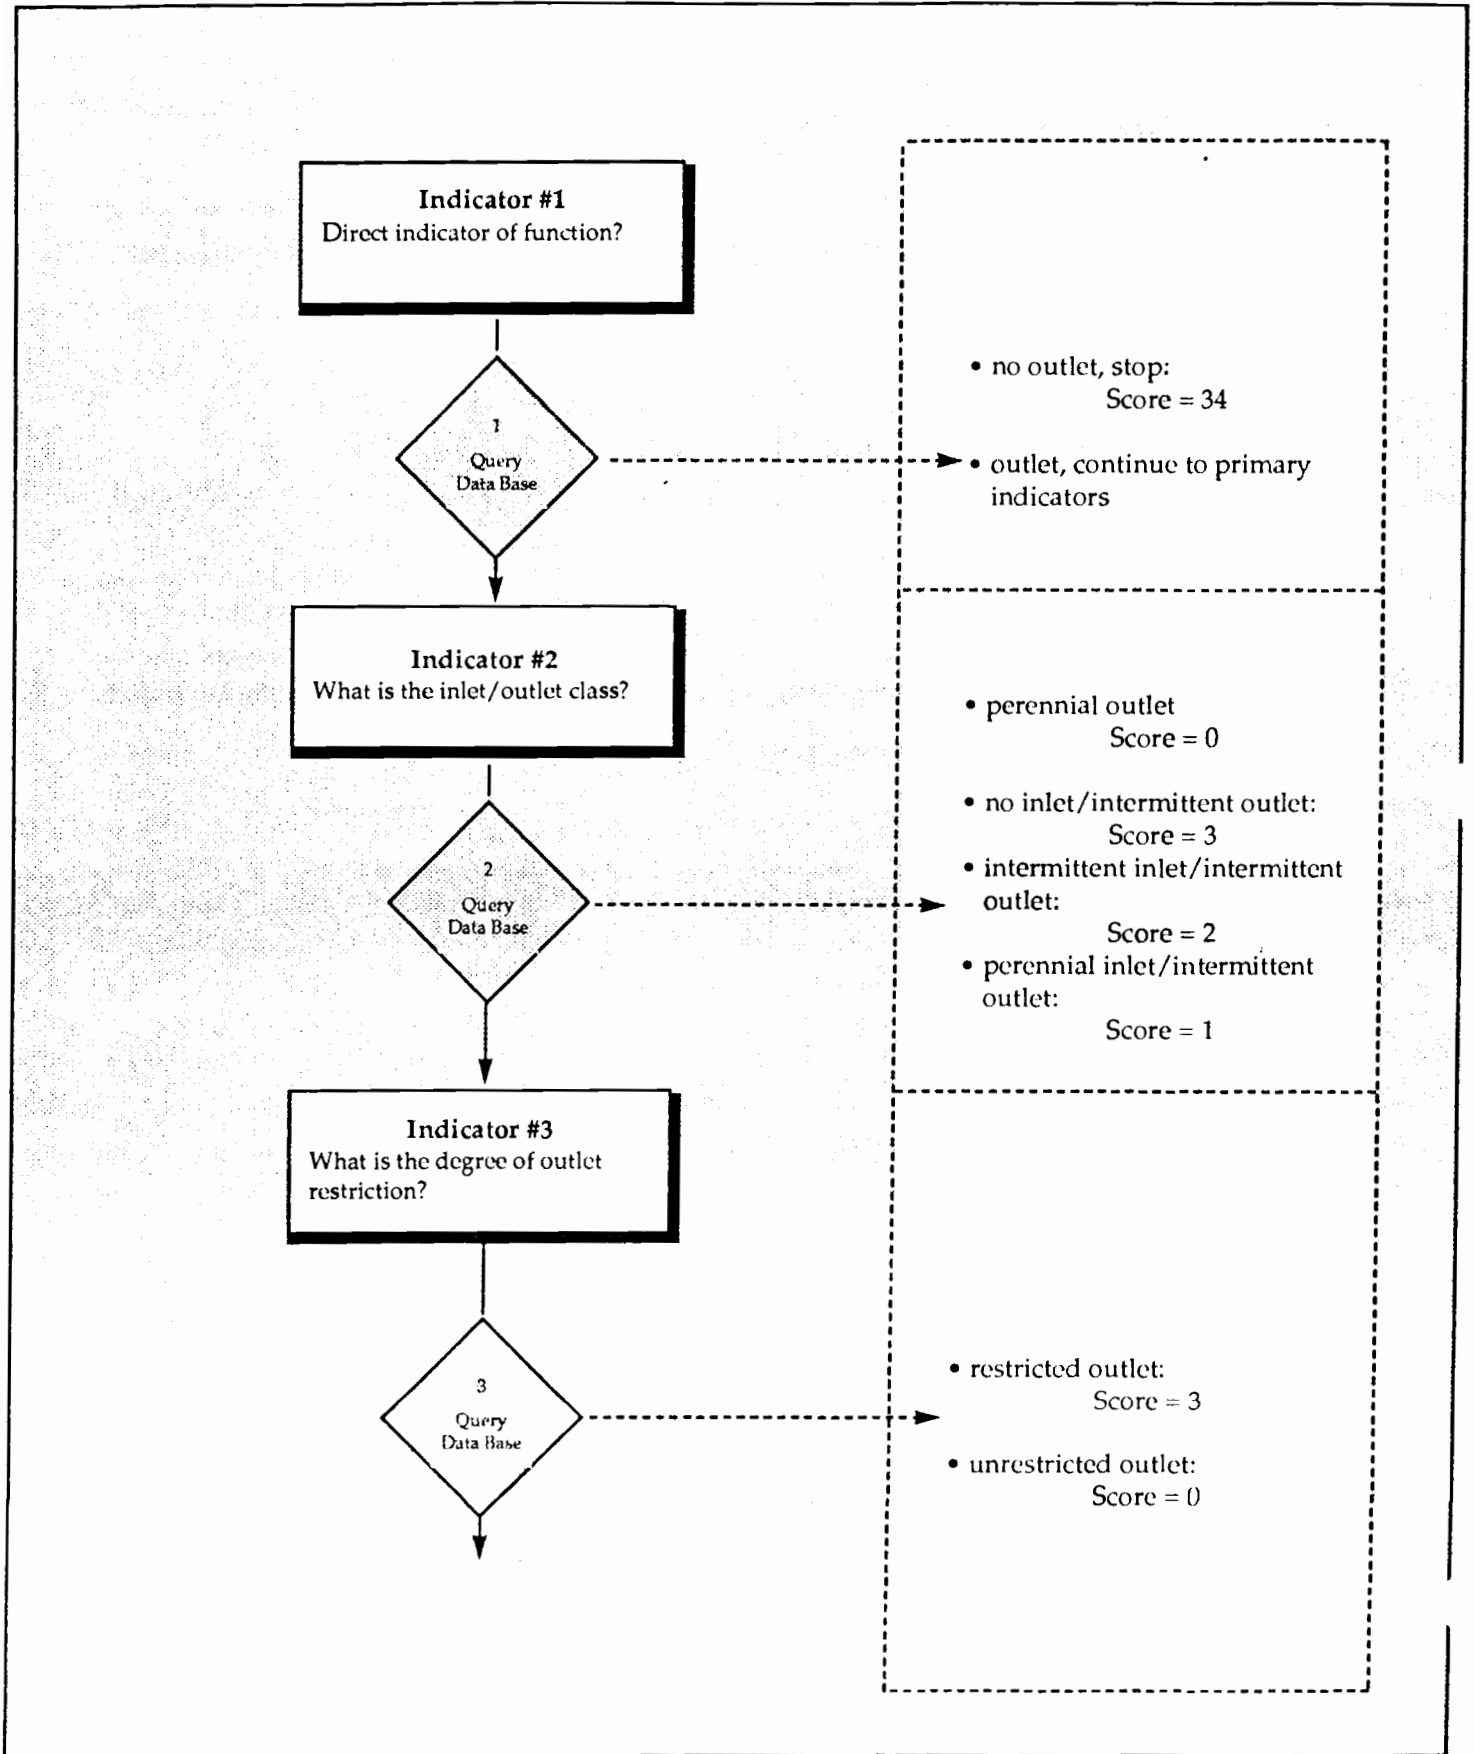 Indicator #1
Direct indicator of function?
1
Query
Data Base
• no outlet, stop:
Score = 34
• outlet, continue to primary
indicators
Indicator #2
What is the inlet/outlet class?
2
Query
Data Base
• perennial outlet
Score = 0
• no inlet/intermittent outlet:
Score = 3
• intermittent inlet/intermittent
outlet:
Score = 2
• perennial inlet/intermittent
outlet:
Score = 1
Indicator #3
What is the degree of outlet
restriction?
3
Query
Data Base
• restricted outlet:
Score = 3
• unrestricted outlet:
Score = 0